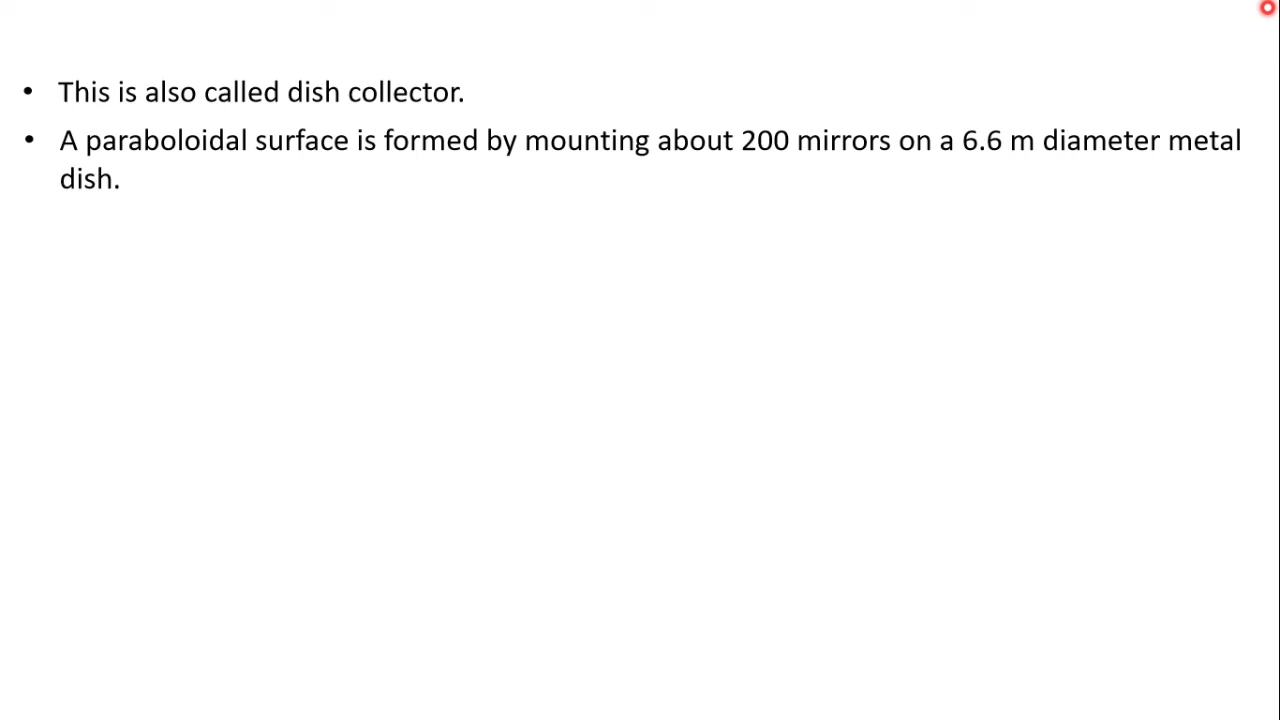 • This is also called dish collector.
• A paraboloidal surface is formed by mounting about 200 mirrors on a 6.6 m diameter metal
dish.